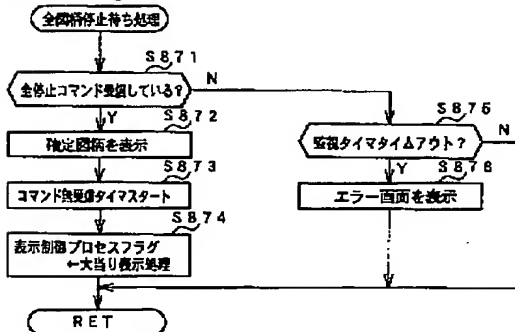 全図柄停止待ち処理
S871
全停止コマンド受信している？
N
Y
S872
確定図柄を表示
S873
コマンド無受信タイマスタート
S874
表示制御プロセスフラグ
←大当り表示処理
S875
監視タイマタイムアウト？
N
Y
S876
エラー画面を表示
RET